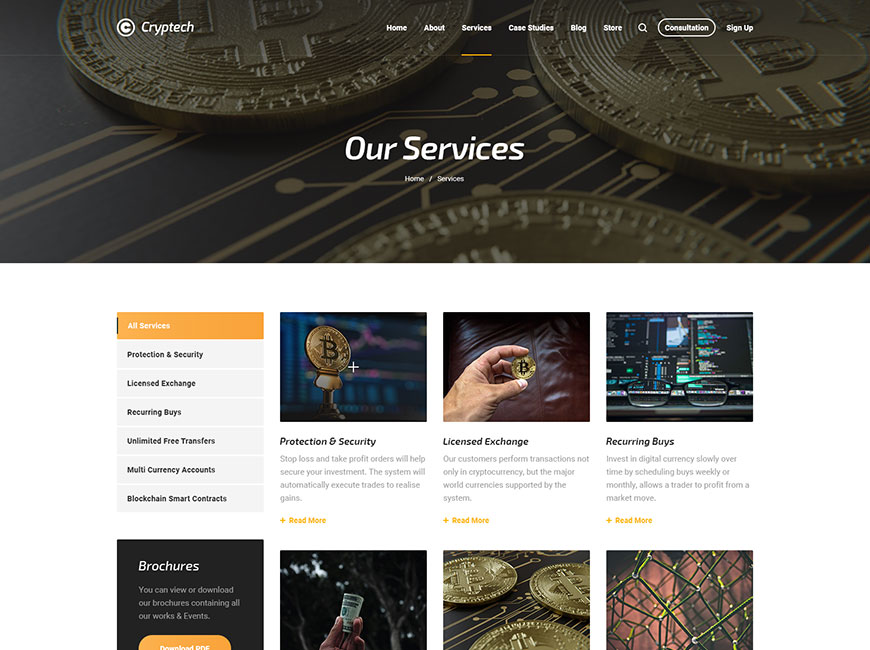 Cryptech
Home About Services Case Studies Blog Store Consultation Sign Up
Our Services
Home / Services
All Services
Protection & Security
Licensed Exchange
Recurring Buys
Unlimited Free Transfers
Multi Currency Accounts
Blockchain Smart Contracts
Protection & Security
Stop loss and take profit orders will help
secure your investment. The system will
automatically execute trades to realise
gains.
+ Read More
Licensed Exchange
Our customers perform transactions not
only in cryptocurrency, but the major
world currencies supported by the
system.
+ Read More
Recurring Buys
Invest in digital currency slowly over
time by scheduling buys weekly or
monthly, allows a trader to profit from a
market move.
+ Read More
Brochures
You can view or download
our brochures containing all
our works & Events.
Download PDF